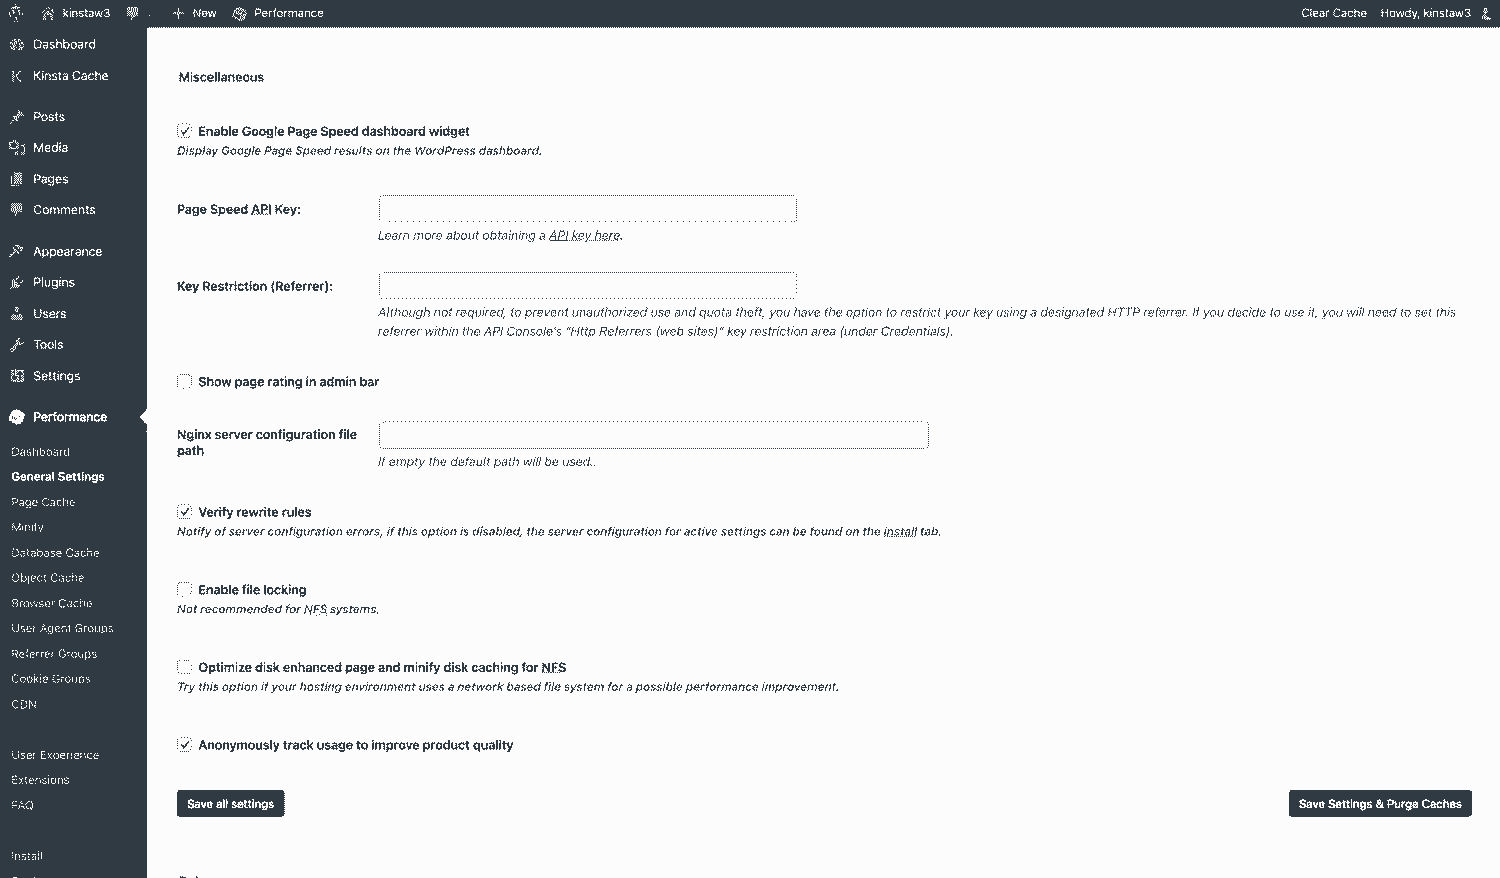 kinstaw3
New
Performance
Clear Cache
Howdy, kinstaw3
Dashboard
Kinsta Cache
Posts
Media
Pages
Comments
Appearance
Plugins
Users
Tools
Settings
Performance
Dashboard
General Settings
Page Cache
Minify
Database Cache
Object Cache
Browser Cache
User Agent Groups
Referrer Groups
Cookie Groups
CDN
User Experience
Extensions
FAQ
Install
Miscellaneous
Enable Google Page Speed dashboard widget
Display Google Page Speed results on the WordPress dashboard.
Page Speed API Key:
Learn more about obtaining a API key here.
Key Restriction (Referrer):
Although not required, to prevent unauthorized use and quota theft, you have the option to restrict your key using a designated HTTP referrer. If you decide to use it, you will need to set this
referrer within the API Console's "Http Referrers (web sites)" key restriction area (under Credentials).
Show page rating in admin bar
Nginx server configuration file
path
If empty the default path will be used..
Verify rewrite rules
Notify of server configuration errors, if this option is disabled, the server configuration for active settings can be found on the install tab.
Enable file locking
Not recommended for NFS systems.
Optimize disk enhanced page and minify disk caching for NFS
Try this option if your hosting environment uses a network based file system for a possible performance improvement.
Anonymously track usage to improve product quality
Save all settings
Save Settings & Purge Caches